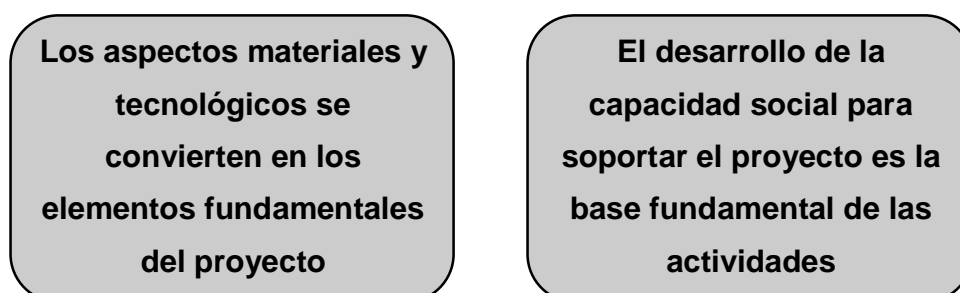 Los aspectos materiales y
tecnológicos se
convierten en los
elementos fundamentales
del proyecto
El desarrollo de la
capacidad social para
soportar el proyecto es la
base fundamental de las
actividades